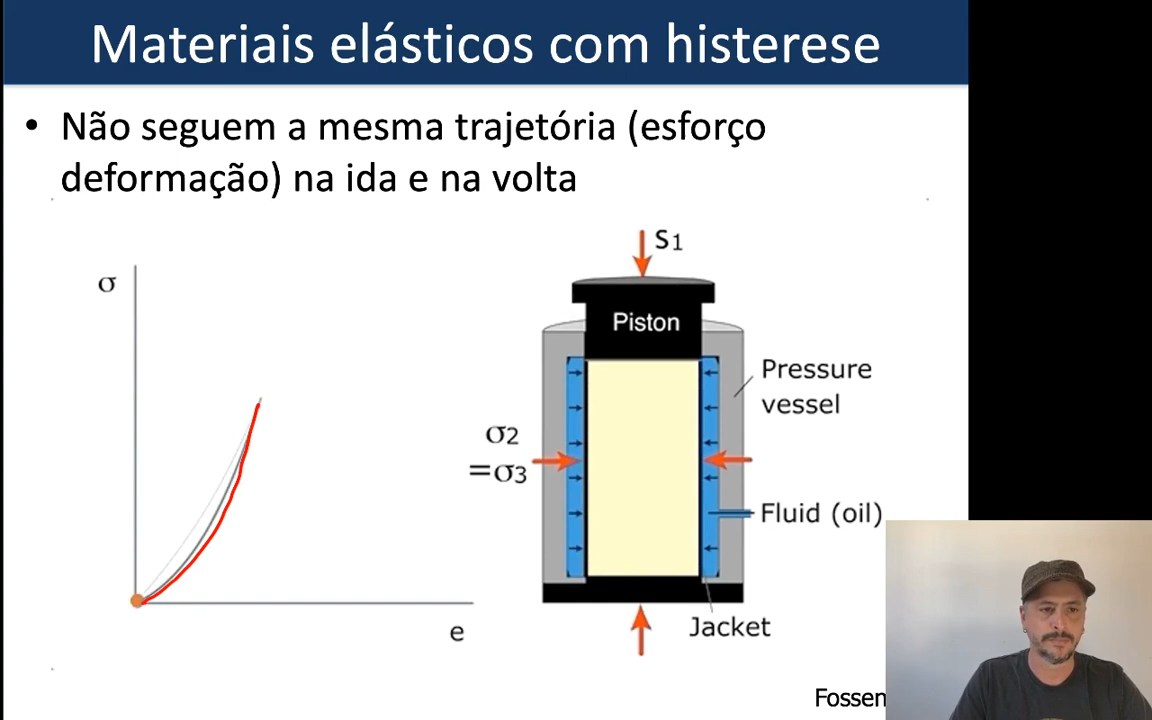 Materiais elásticos com histerese
• Não seguem a mesma trajetória (esforço
deformação) na ida e na volta
σ
e
s1
Piston
Pressure
vessel
σ2
=σ3
Fluid (oil)
Jacket
Fossen